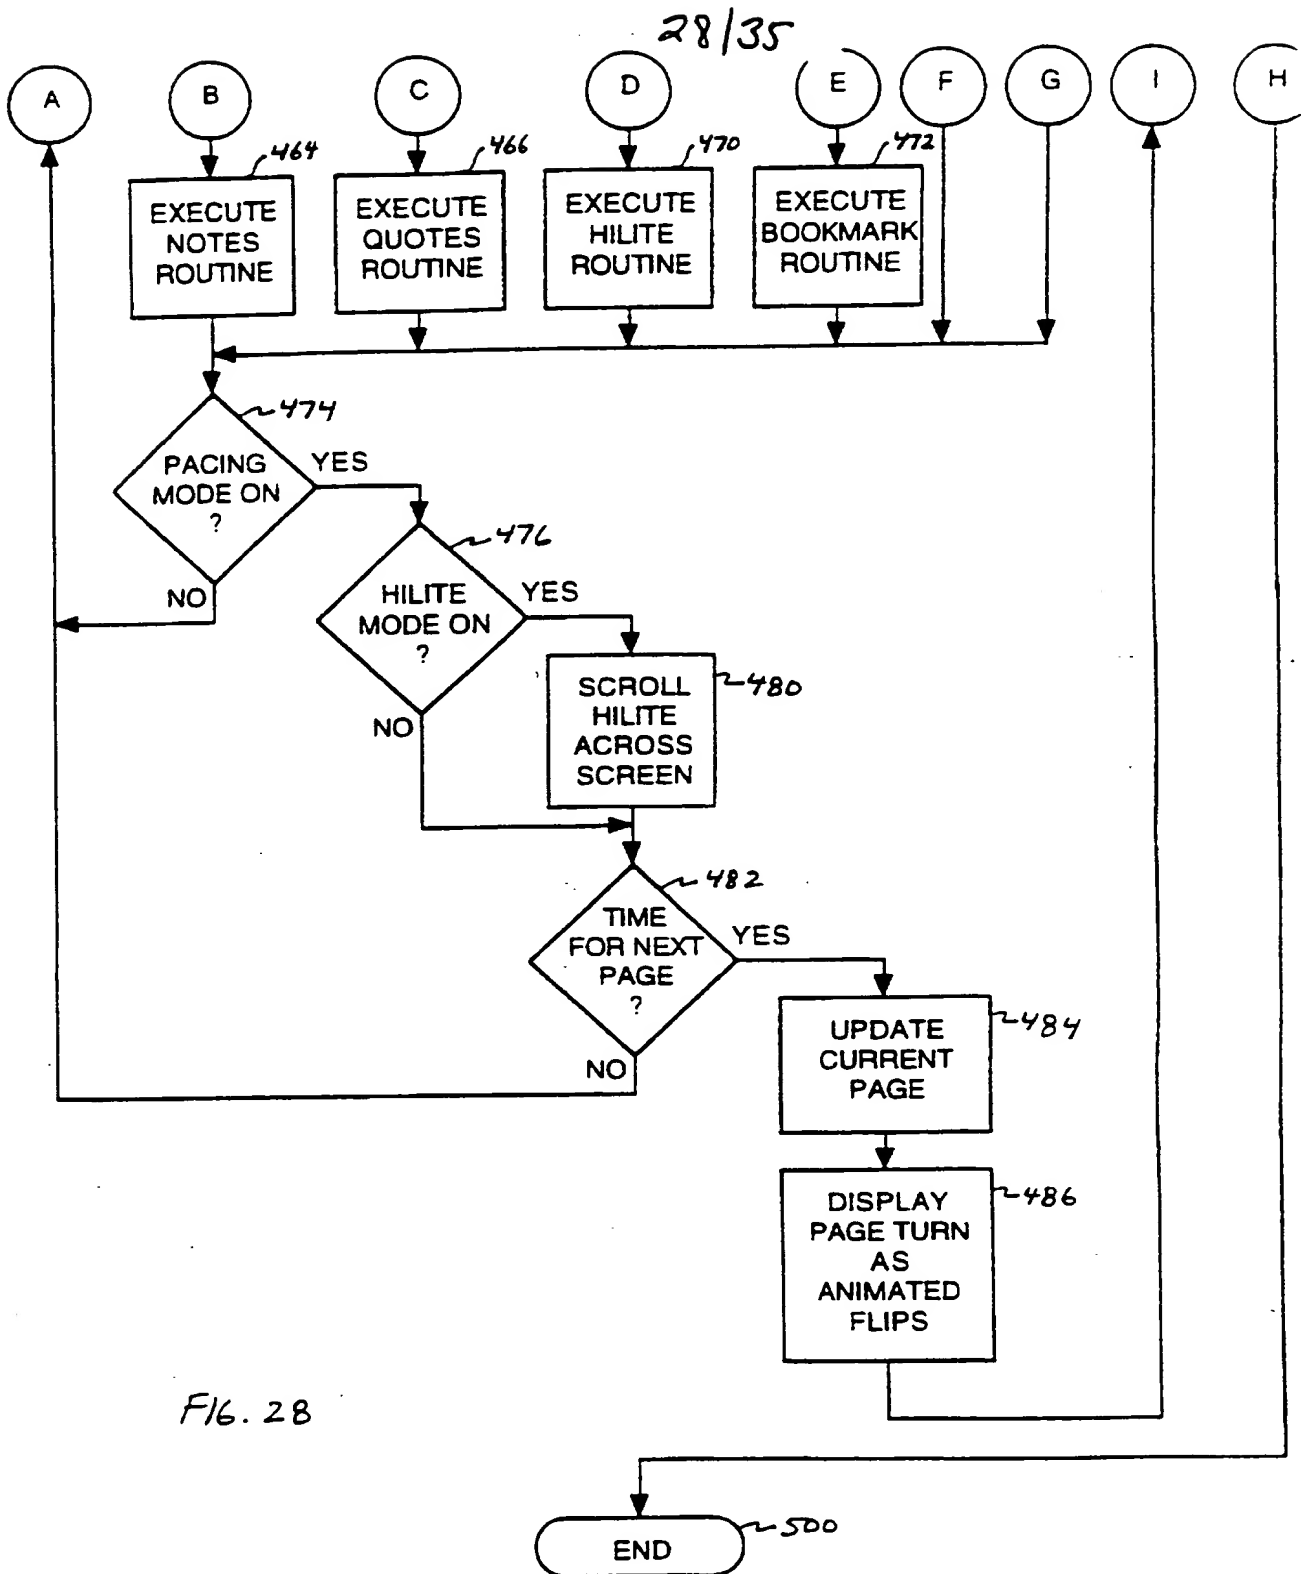 28/35
A
B
C
D
E
F
G
I
H
464
466
470
472
EXECUTE
NOTES
ROUTINE
EXECUTE
QUOTES
ROUTINE
EXECUTE
HILITE
ROUTINE
EXECUTE
BOOKMARK
ROUTINE
474
PACING
MODE ON
?
YES
NO
476
HILITE
MODE ON
?
YES
NO
480
SCROLL
HILITE
ACROSS
SCREEN
482
TIME
FOR NEXT
PAGE
?
YES
NO
484
UPDATE
CURRENT
PAGE
486
DISPLAY
PAGE TURN
AS
ANIMATED
FLIPS
FIG. 28
500
END